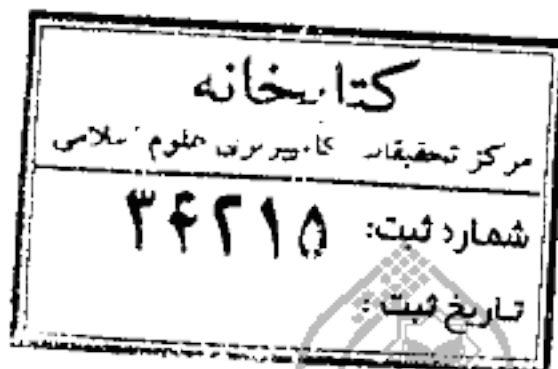 کتابخانه
مرکز تحقیقات کامپیوتری علوم اسلامی
شماره ثبت: ۳۴۲۱۵
تاریخ ثبت: